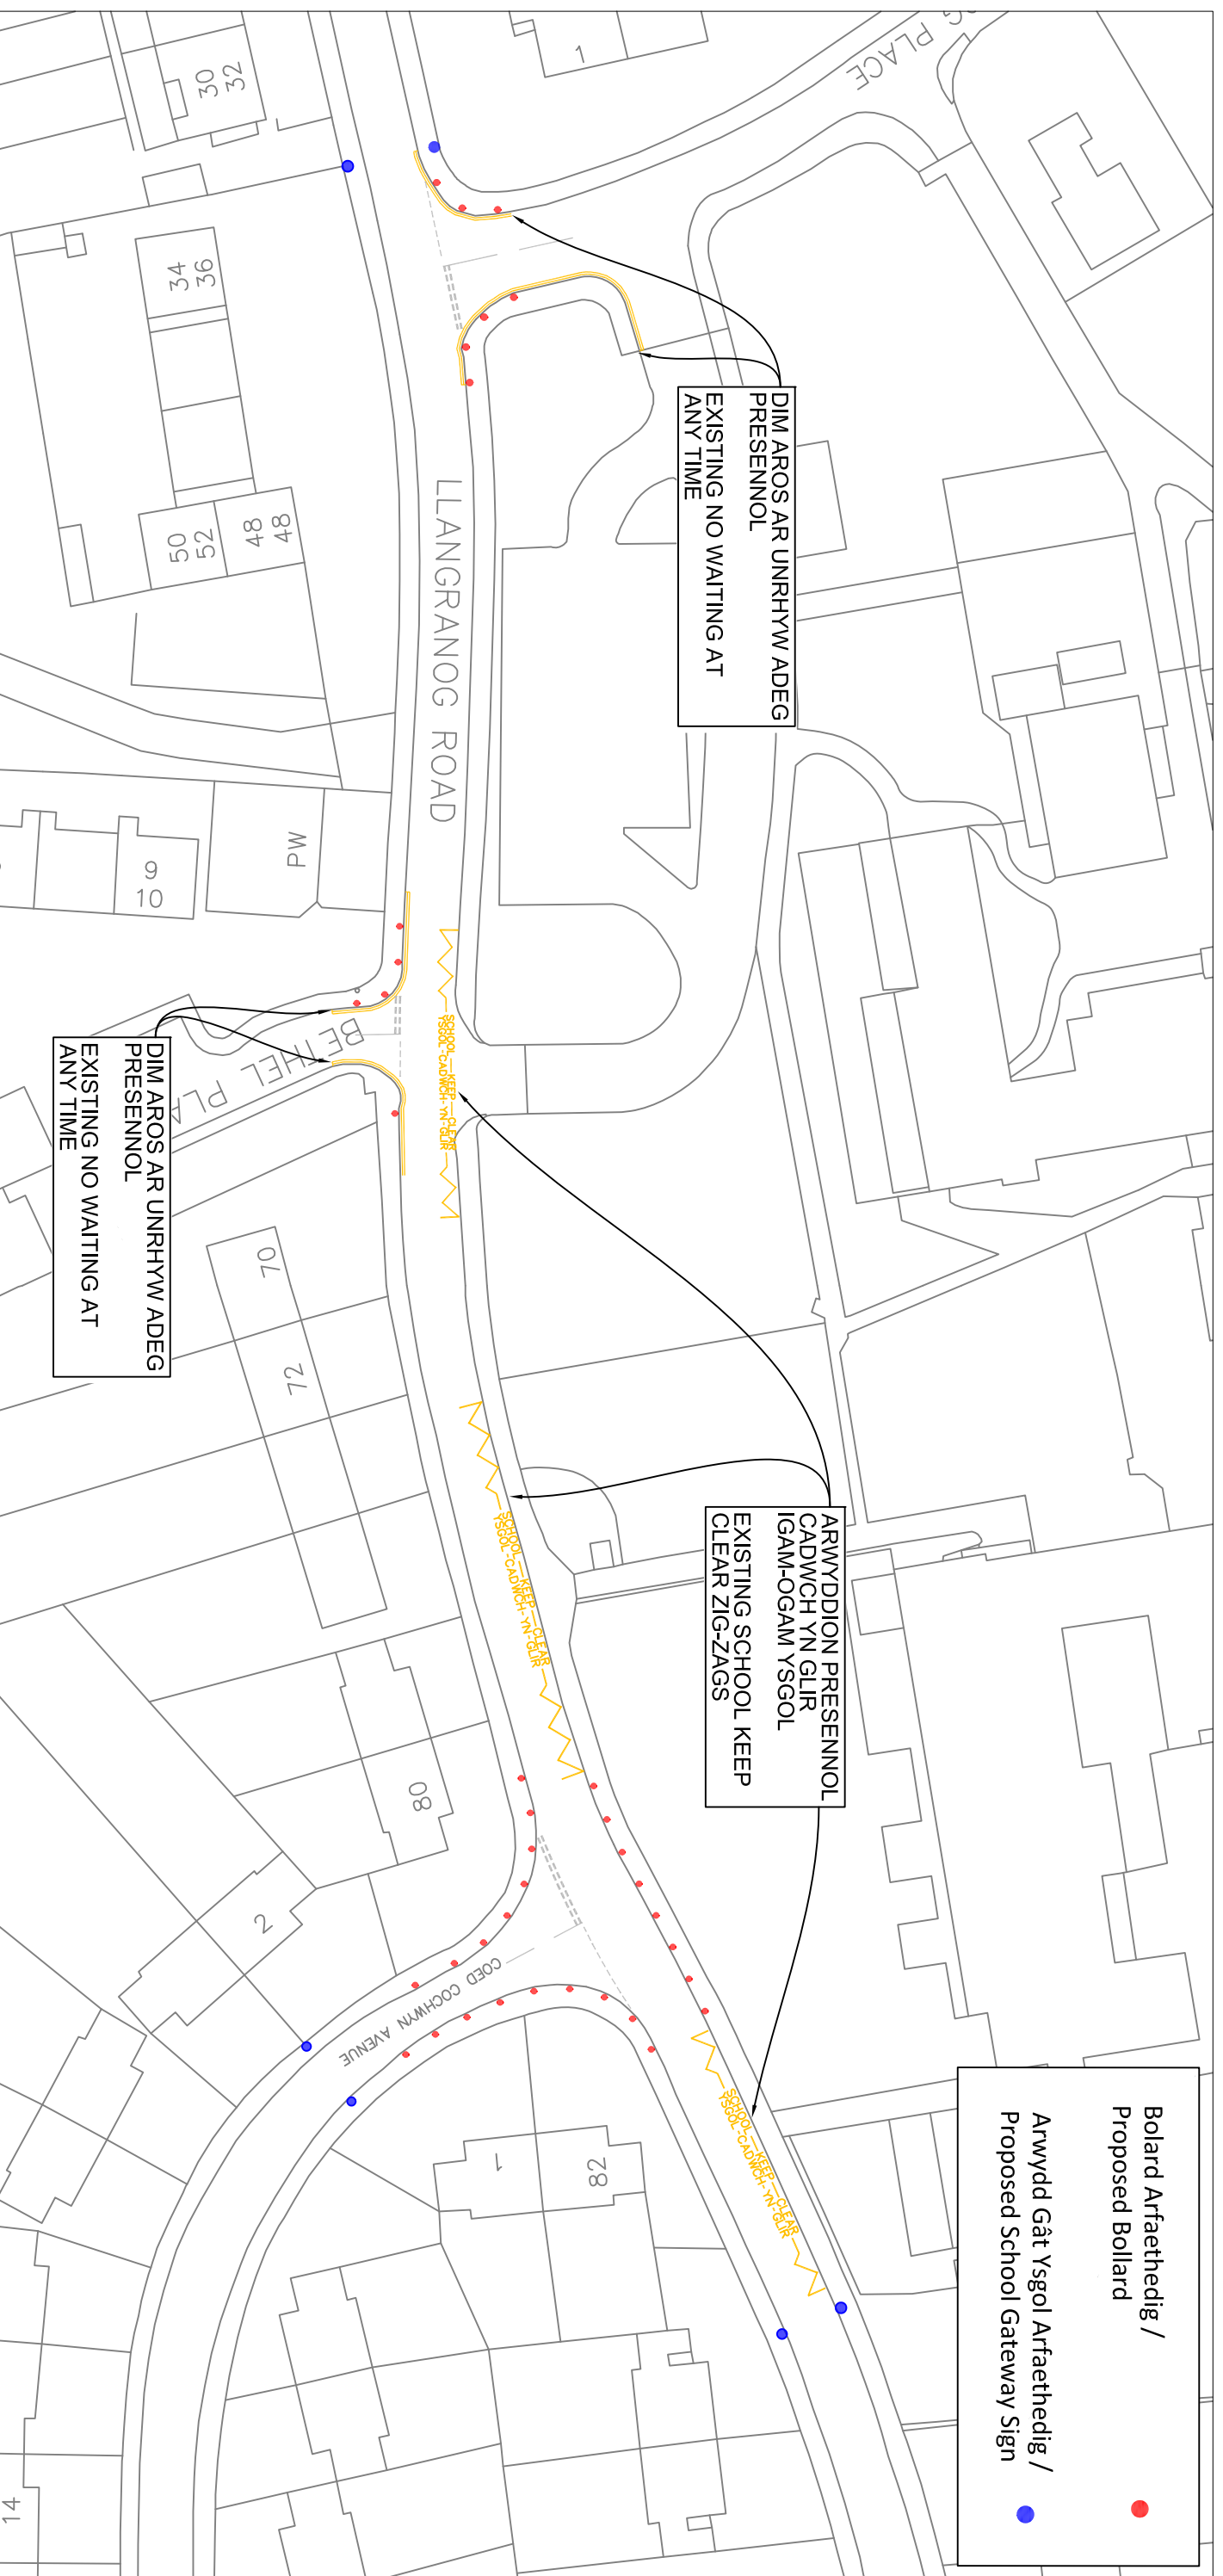 G PLACE
1
30
32
34
36
50
52
48
48
DIM AROS AR UNRHYW ADEG
PRESENNOL
EXISTING NO WAITING AT
ANY TIME
LLANGRANOG ROAD
PW
9
10
BETHEL PLA
DIM AROS AR UNRHYW ADEG
PRESENNOL
EXISTING NO WAITING AT
ANY TIME
SCHOOL KEEP CLEAR
YSGOL-CADWCH-YN-GLIR
70
72
ARWYDDION PRESENNOL
CADWCH YN GLIR
IGAM-OGAM YSGOL
EXISTING SCHOOL KEEP
CLEAR ZIG-ZAGS
SCHOOL KEEP CLEAR
YSGOL-CADWCH-YN-GLIR
80
2
COED COCHWYN AVENUE
SCHOOL KEEP CLEAR
YSGOL-CADWCH-YN-GLIR
1
82
14
Bolard Arfaethedig /
Proposed Bollard
Arwydd Gât Ysgol Arfaethedig /
Proposed School Gateway Sign